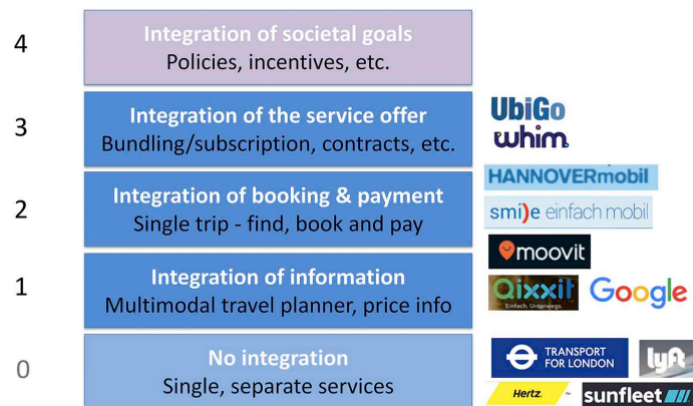 4
Integration of societal goals
Policies, incentives, etc.
3
Integration of the service offer
Bundling/subscription, contracts, etc.
UbiGo
whim
2
Integration of booking & payment
Single trip - find, book and pay
HANNOVERmobil
smi)e einfach mobil
1
Integration of information
Multimodal travel planner, price info
moovit
Qixxit
Einfach. Unterwegs.
Google
0
No integration
Single, separate services
TRANSPORT
FOR LONDON
lyft
Hertz
sunfleet